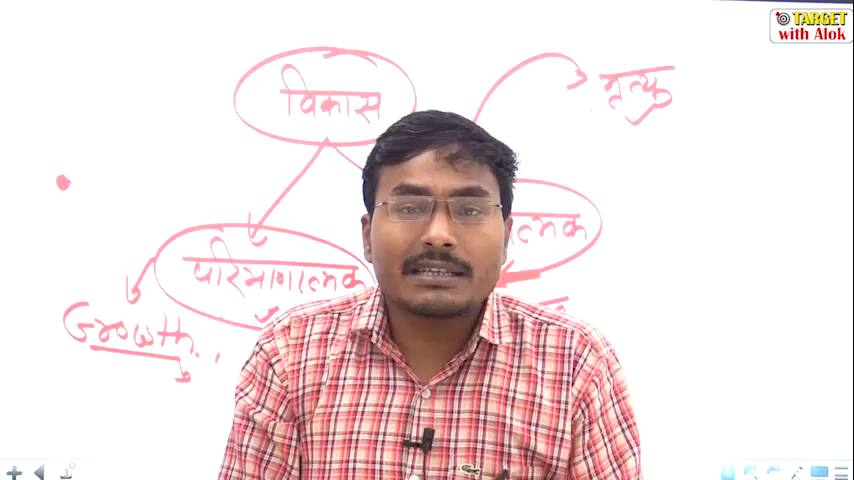 TARGET
with Alok
विकास
मृत्यु
परिमाणात्मक
Growth